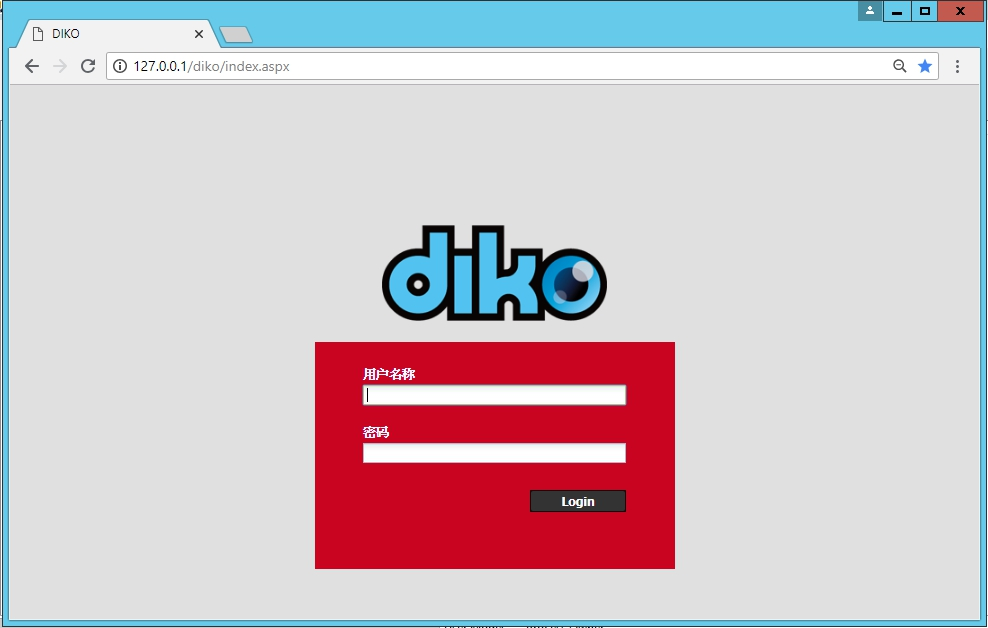 DIKO
127.0.0.1/diko/index.aspx
diko
用户名称
密码
Login